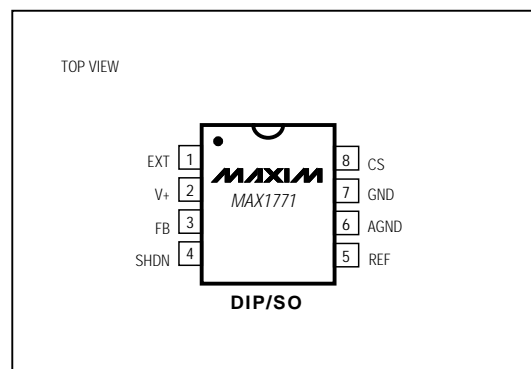 TOP VIEW
EXT 1
V+ 2
FB 3
SHDN 4
MAXIM
MAX1771
8 CS
7 GND
6 AGND
5 REF
DIP/SO